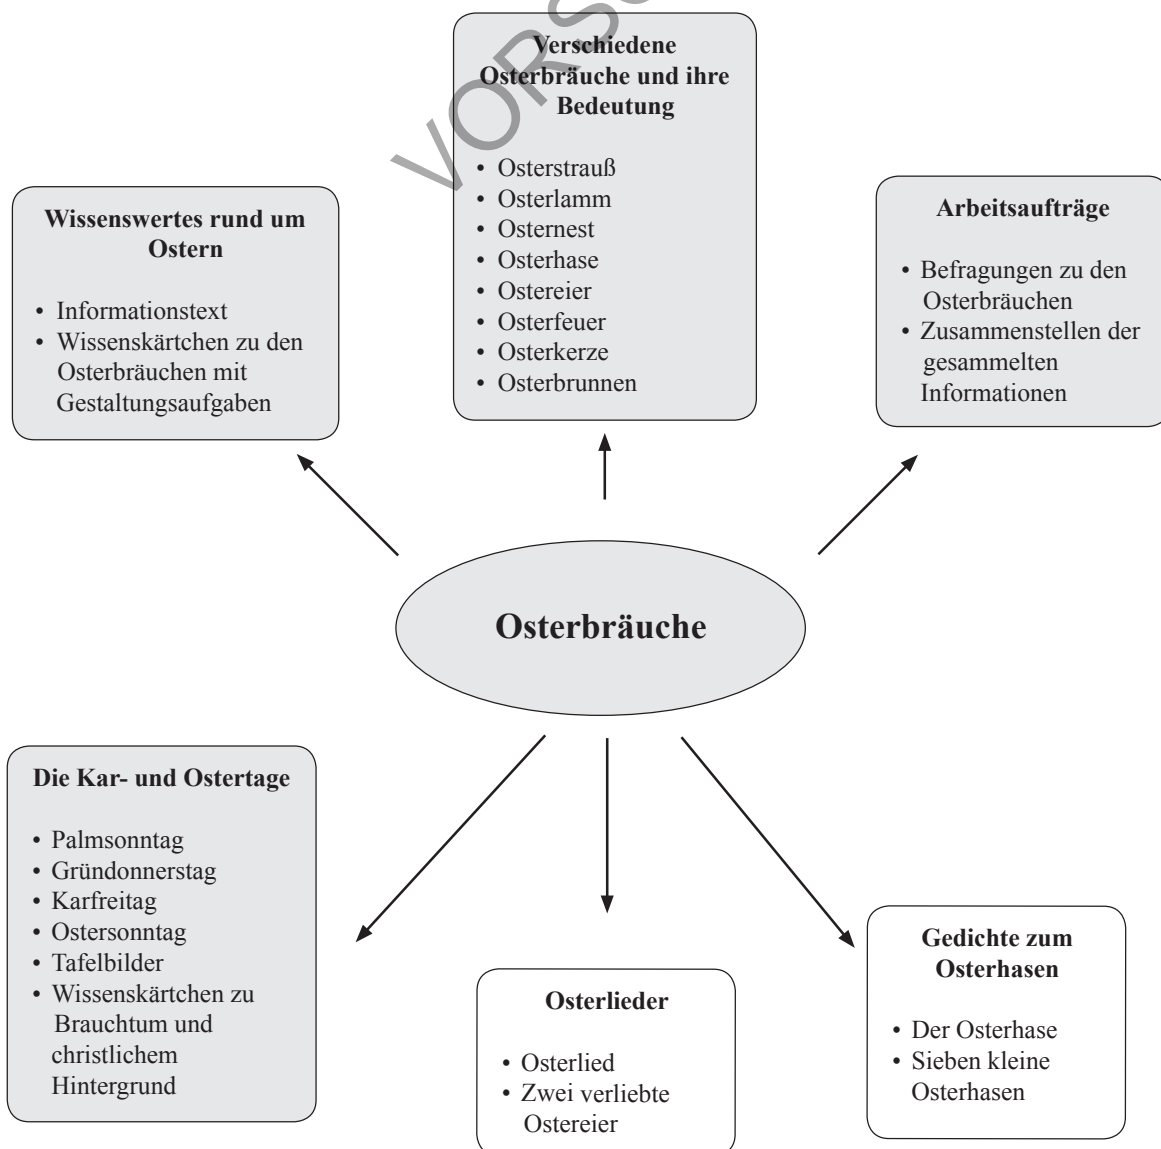 Verschiedene
Osterbräuche und ihre
Bedeutung
• Osterstrauß
• Osterlamm
• Osternest
• Osterhase
• Ostereier
• Osterfeuer
• Osterkerze
• Osterbrunnen
Wissenswertes rund um
Ostern
• Informationstext
• Wissenskärtchen zu den
Osterbräuchen mit
Gestaltungsaufgaben
Arbeitsaufträge
• Befragungen zu den
Osterbräuchen
• Zusammenstellen der
gesammelten
Informationen
Osterbräuche
Die Kar- und Ostertage
• Palmsonntag
• Gründonnerstag
• Karfreitag
• Ostersonntag
• Tafelbilder
• Wissenskärtchen zu
Brauchtum und
christlichem
Hintergrund
Osterlieder
• Osterlied
• Zwei verliebte
Ostereier
Gedichte zum
Osterhasen
• Der Osterhase
• Sieben kleine
Osterhasen